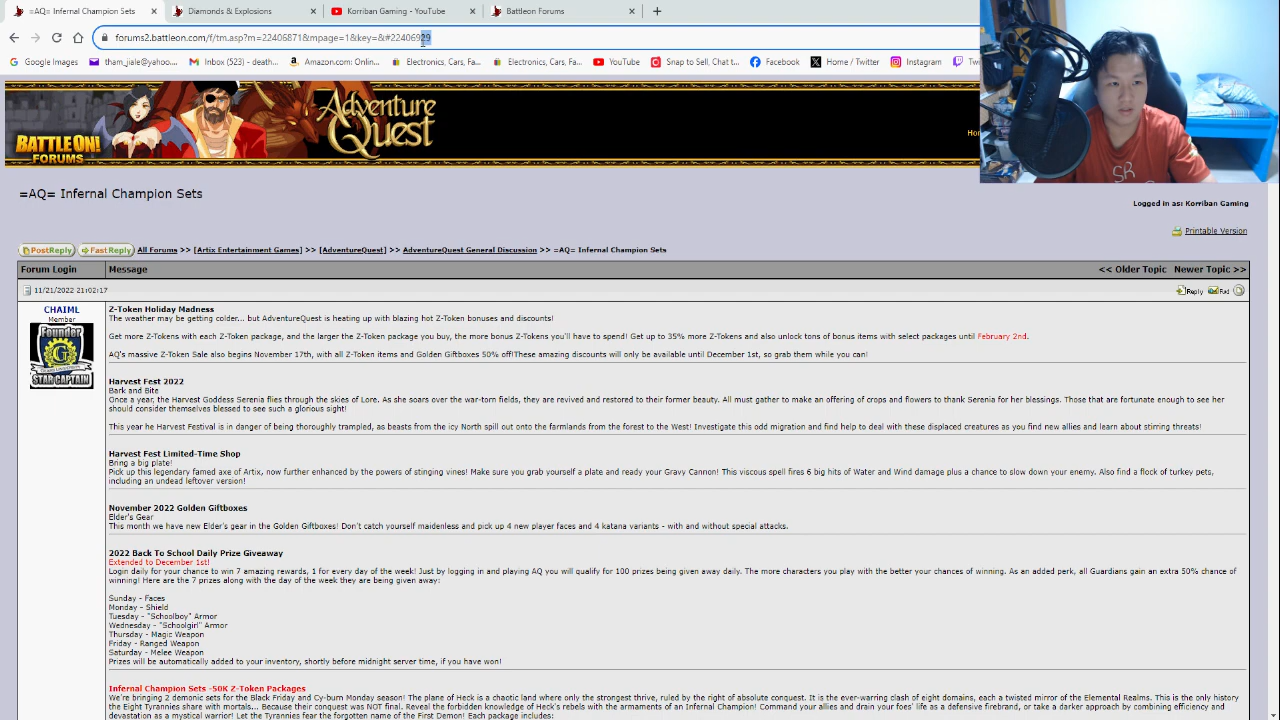 =AQ= Infernal Champion Sets
Diamonds & Explosions
Korriban Gaming - YouTube
Battleon Forums
forums2.battleon.com/f/tm.asp?m=22406871&mpage=1&key=&#22406929
Google Images
tham_jiale@yahoo....
Inbox (523) - death...
Amazon.com: Onlin...
Electronics, Cars, Fa...
Electronics, Cars, Fa...
YouTube
Snap to Sell, Chat t...
Facebook
Home / Twitter
Instagram
BATTLE ON!
FORUMS
Adventure
Quest
SR
=AQ= Infernal Champion Sets
Logged in as: Korriban Gaming
Printable Version
PostReply
FastReply
All Forums >> [Artix Entertainment Games] >> [AdventureQuest] >> AdventureQuest General Discussion >> =AQ= Infernal Champion Sets
Forum Login
Message
<< Older Topic Newer Topic >>
11/21/2022 21:02:17
Reply
CHAIML
Member
Founder
STAR CAPTAIN
Z-Token Holiday Madness
The weather may be getting colder... but AdventureQuest is heating up with blazing hot Z-Token bonuses and discounts!
Get more Z-Tokens with each Z-Token package, and the larger the Z-Token package you buy, the more bonus Z-Tokens you'll have to spend! Get up to 35% more Z-Tokens & also unlock tons of bonus items with select packages until February 2nd.
AQ's massive Z-Token Sale also begins November 17th, with all Z-Token items and Golden Giftboxes 50% off!These amazing discounts will only be available until December 1st, so grab them while you can!
Harvest Fest 2022
Bark and Bite
Once a year, the Harvest Goddess Serenia flies through the skies of Lore. As she soars over the war-torn fields, they are revived and restored to their former beauty. All must gather to make an offering of crops and flowers to thank Serenia for her blessings. Those that are fortunate enough to see her
should consider themselves blessed to see such a glorious sight!
This year he Harvest Festival is in danger of being thoroughly trampled, as beasts from the icy North spill out onto the farmlands from the forest to the West! Investigate this odd migration and find help to deal with these displaced creatures as you find new allies and learn about stirring threats!
Harvest Fest Limited-Time Shop
Bring a big plate!
Pick up this legendary famed axe of Artix, now further enhanced by the powers of stinging vines! Make sure you grab yourself a plate and ready your Gravy Cannon! This viscous spell fires 6 big hits of Water and Wind damage plus a chance to slow down your enemy. Also find a flock of turkey pets,
including an undead leftover version!
November 2022 Golden Giftboxes
Elder's Gear
This month we have new Elder's gear in the Golden Giftboxes! Don't catch yourself maidenless and pick up 4 new player faces and 4 katana variants - with and without special attacks.
2022 Back To School Daily Prize Giveaway
Extended to December 1st!
Login daily for your chance to win 7 amazing rewards, 1 for every day of the week! Just by logging in and playing AQ you will qualify for 100 prizes being given away daily. The more characters you play with the better your chances of winning. As an added perk, all Guardians gain an extra 50% chance of
winning! Here are the 7 prizes along with the day of the week they are being given away:
Sunday - Faces
Monday - Shield
Tuesday - "Schoolboy" Armor
Wednesday - "Schoolgirl" Armor
Thursday - Magic Weapon
Friday - Ranged Weapon
Saturday - Melee Weapon
Prizes will be automatically added to your inventory, shortly before midnight server time, if you have won!
Infernal Champion Sets -50K Z-Token Packages
We're bringing 2 demonic sets for the Black Friday and Cy-burn Monday season! The plane of Heck is a chaotic land where only the strongest thrive, ruled by the right of absolute conquest. It is the ever-warring clash of eight domains, each a twisted mirror of the Elemental Realms. This is the only history
the Eight Tyrannies share with mortals... Because their conquest was NOT final. Reveal the forbidden knowledge of Heck's rebels with the armaments of an Infernal Champion! Command your allies and drain your foes' life as a defensive firebrand, or take a darker approach by combining efficiency and
devastation as a mystical warrior! Let the Tyrannies fear the forgotten name of the First Demon! Each package includes: